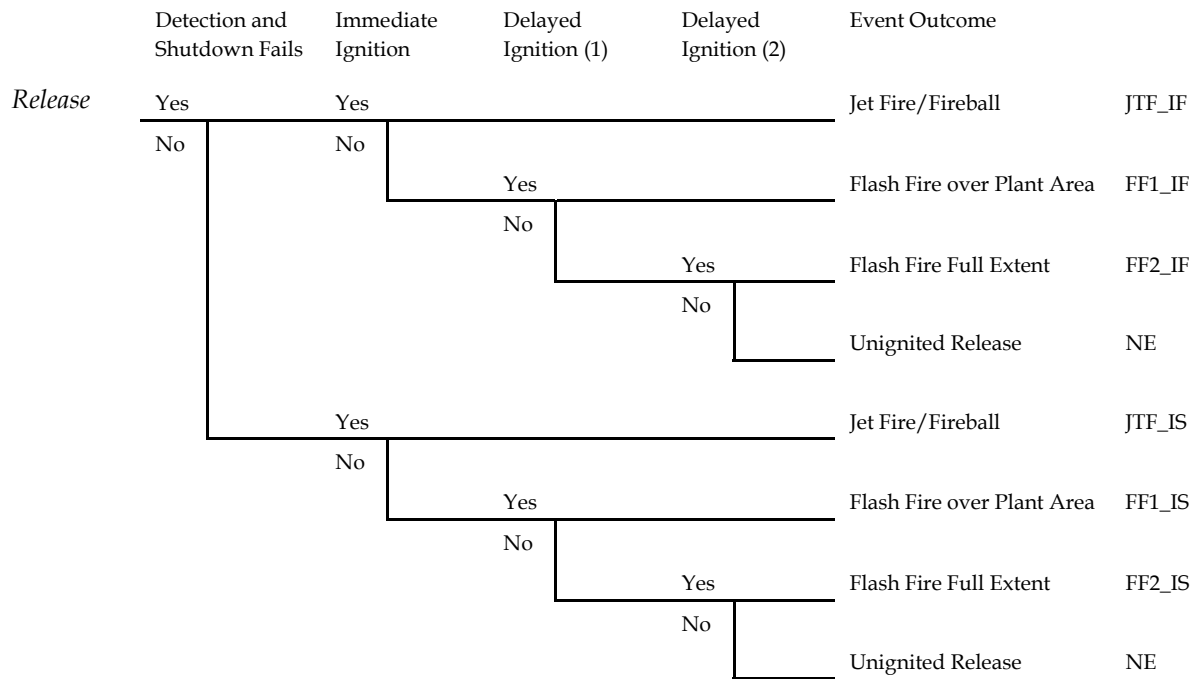 Detection and Shutdown Fails
Immediate Ignition
Delayed Ignition (1)
Delayed Ignition (2)
Event Outcome
Release
Yes Yes Jet Fire/Fireball JTF_IF
No No
Yes Flash Fire over Plant Area FF1_IF
No
Yes Flash Fire Full Extent FF2_IF
No
Unignited Release NE
Yes Jet Fire/Fireball JTF_IS
No
Yes Flash Fire over Plant Area FF1_IS
No
Yes Flash Fire Full Extent FF2_IS
No
Unignited Release NE